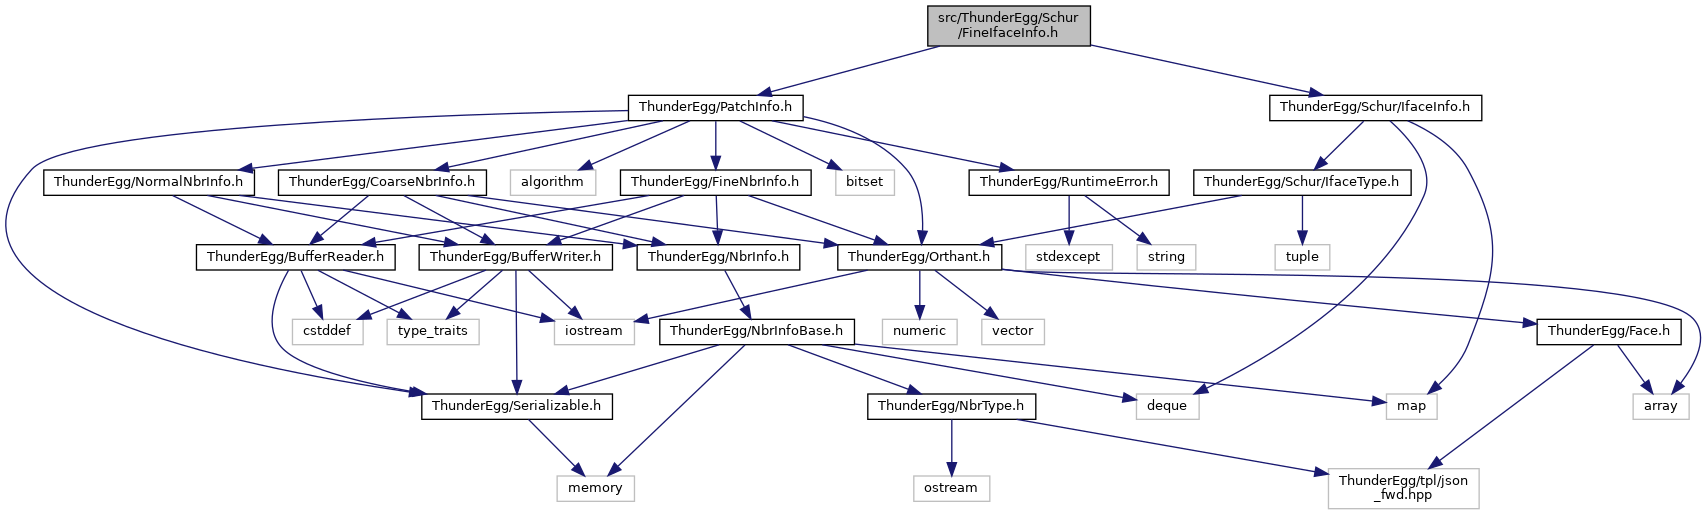 src/ThunderEgg/Schur
/FineIfaceInfo.h
ThunderEgg/PatchInfo.h
ThunderEgg/Schur/IfaceInfo.h
ThunderEgg/NormalNbrInfo.h
ThunderEgg/CoarseNbrInfo.h
algorithm
ThunderEgg/FineNbrInfo.h
bitset
ThunderEgg/RuntimeError.h
ThunderEgg/Schur/IfaceType.h
ThunderEgg/BufferReader.h
ThunderEgg/BufferWriter.h
ThunderEgg/NbrInfo.h
ThunderEgg/Orthant.h
stdexcept
string
tuple
cstddef
type_traits
iostream
ThunderEgg/NbrInfoBase.h
numeric
vector
ThunderEgg/Face.h
ThunderEgg/Serializable.h
ThunderEgg/NbrType.h
deque
map
array
memory
ostream
ThunderEgg/tpl/json
_fwd.hpp